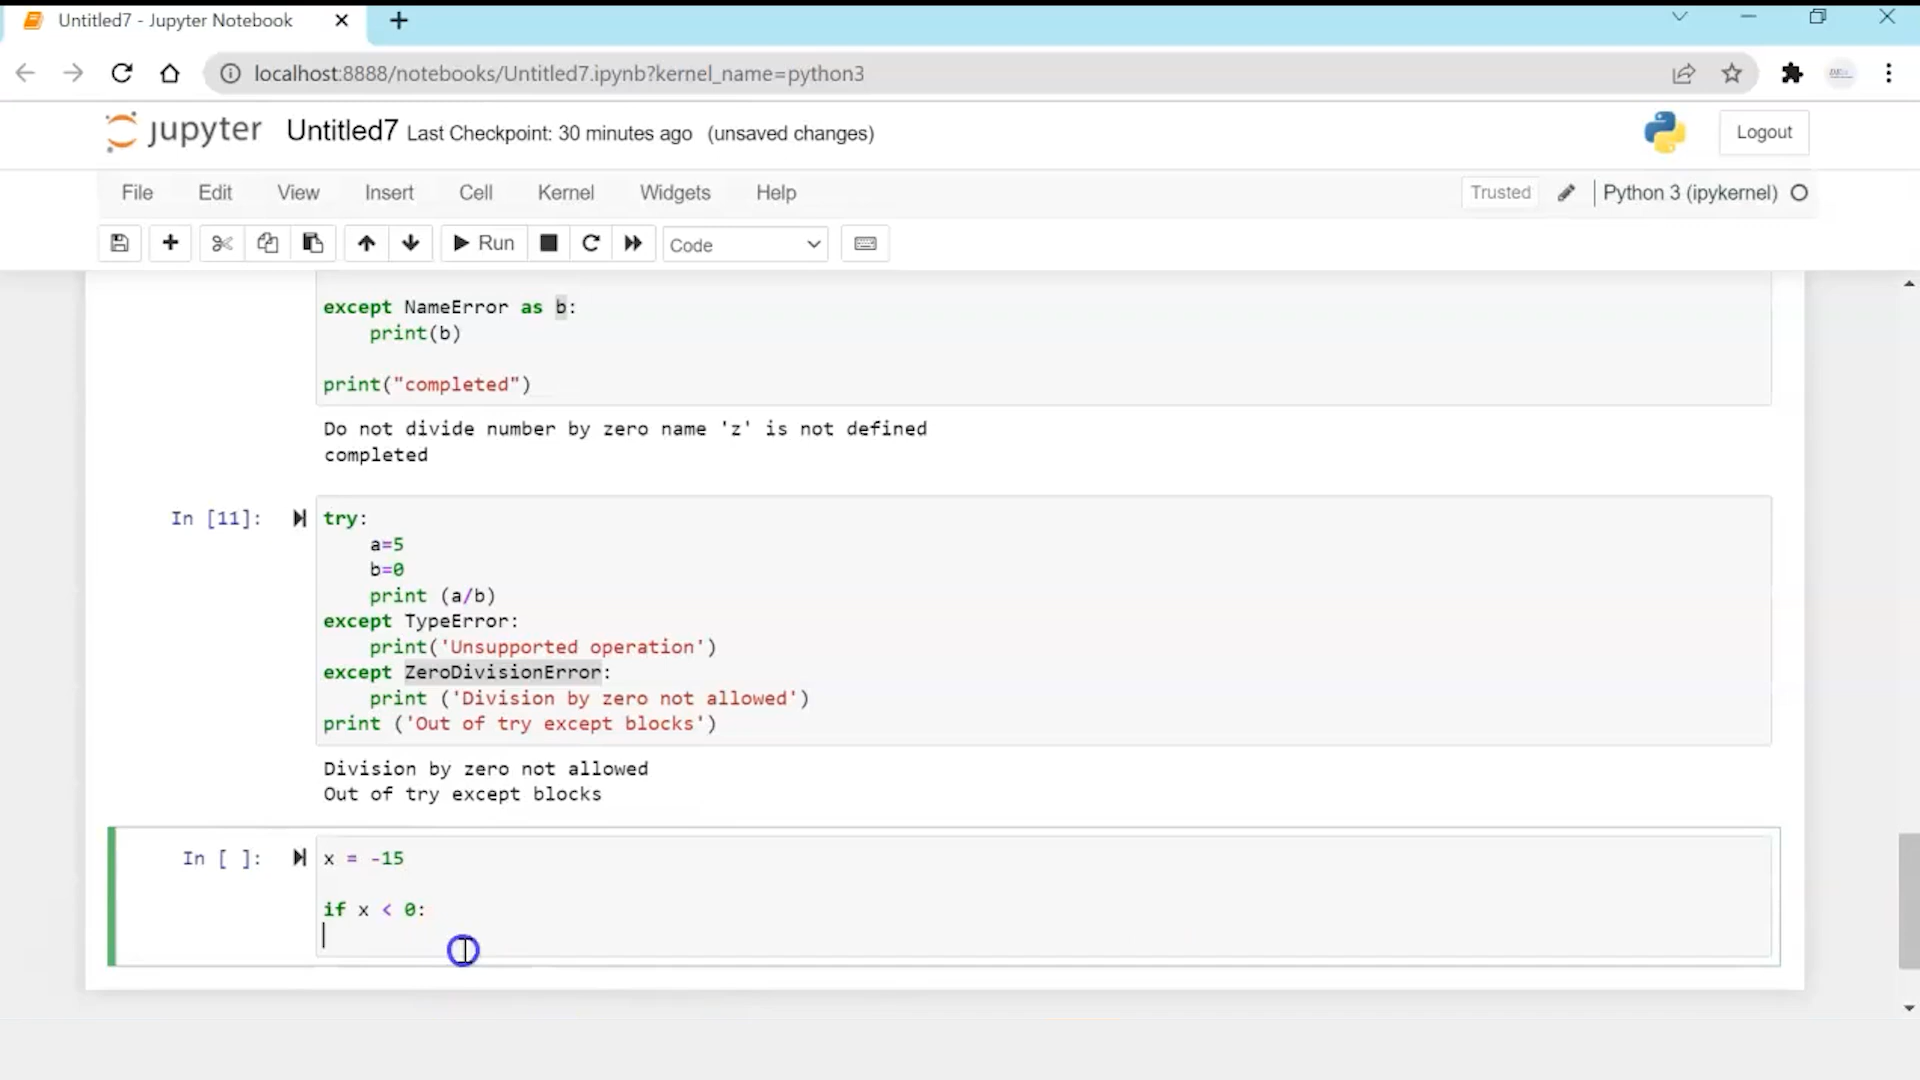 Untitled7 - Jupyter Notebook
localhost:8888/notebooks/Untitled7.ipynb?kernel_name=python3
jupyter Untitled7 Last Checkpoint: 30 minutes ago (unsaved changes)
Logout
File Edit View Insert Cell Kernel Widgets Help
Trusted Python 3 (ipykernel)
Run Code
except NameError as b:
print(b)
print("completed")
Do not divide number by zero name 'z' is not defined
completed
In [11]: try:
a=5
b=0
print (a/b)
except TypeError:
print('Unsupported operation')
except ZeroDivisionError:
print ('Division by zero not allowed')
print ('Out of try except blocks')
Division by zero not allowed
Out of try except blocks
In [ ]: x = -15
if x < 0: